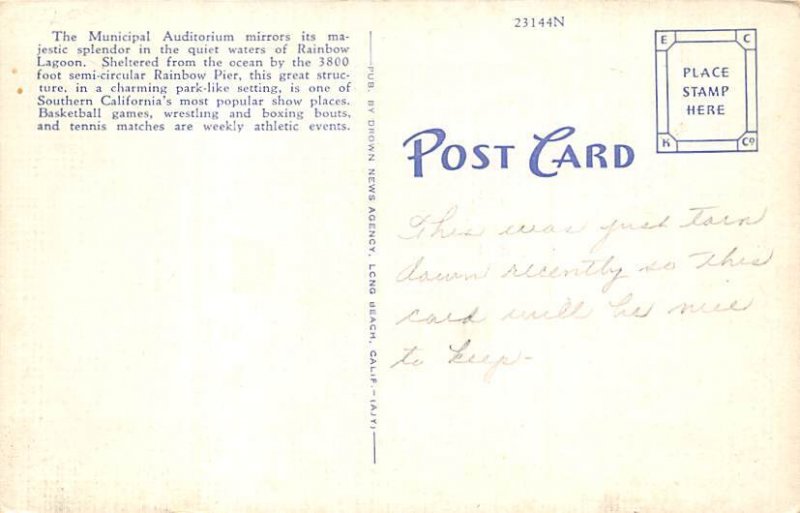 The Municipal Auditorium mirrors its ma-
jestic splendor in the quiet waters of Rainbow
Lagoon. Sheltered from the ocean by the 3800
foot semi-circular Rainbow Pier, this great struc-
ture, in a charming park-like setting, is one of
Southern California's most popular show places.
Basketball games, wrestling and boxing bouts,
and tennis matches are weekly athletic events.
PUB. BY DROWN NEWS AGENCY, LONG BEACH, CALIF.—(AJY)
23144N
E C
PLACE
STAMP
HERE
K Co
POST CARD
This was just torn
down recently so this
card will be nice
to keep-